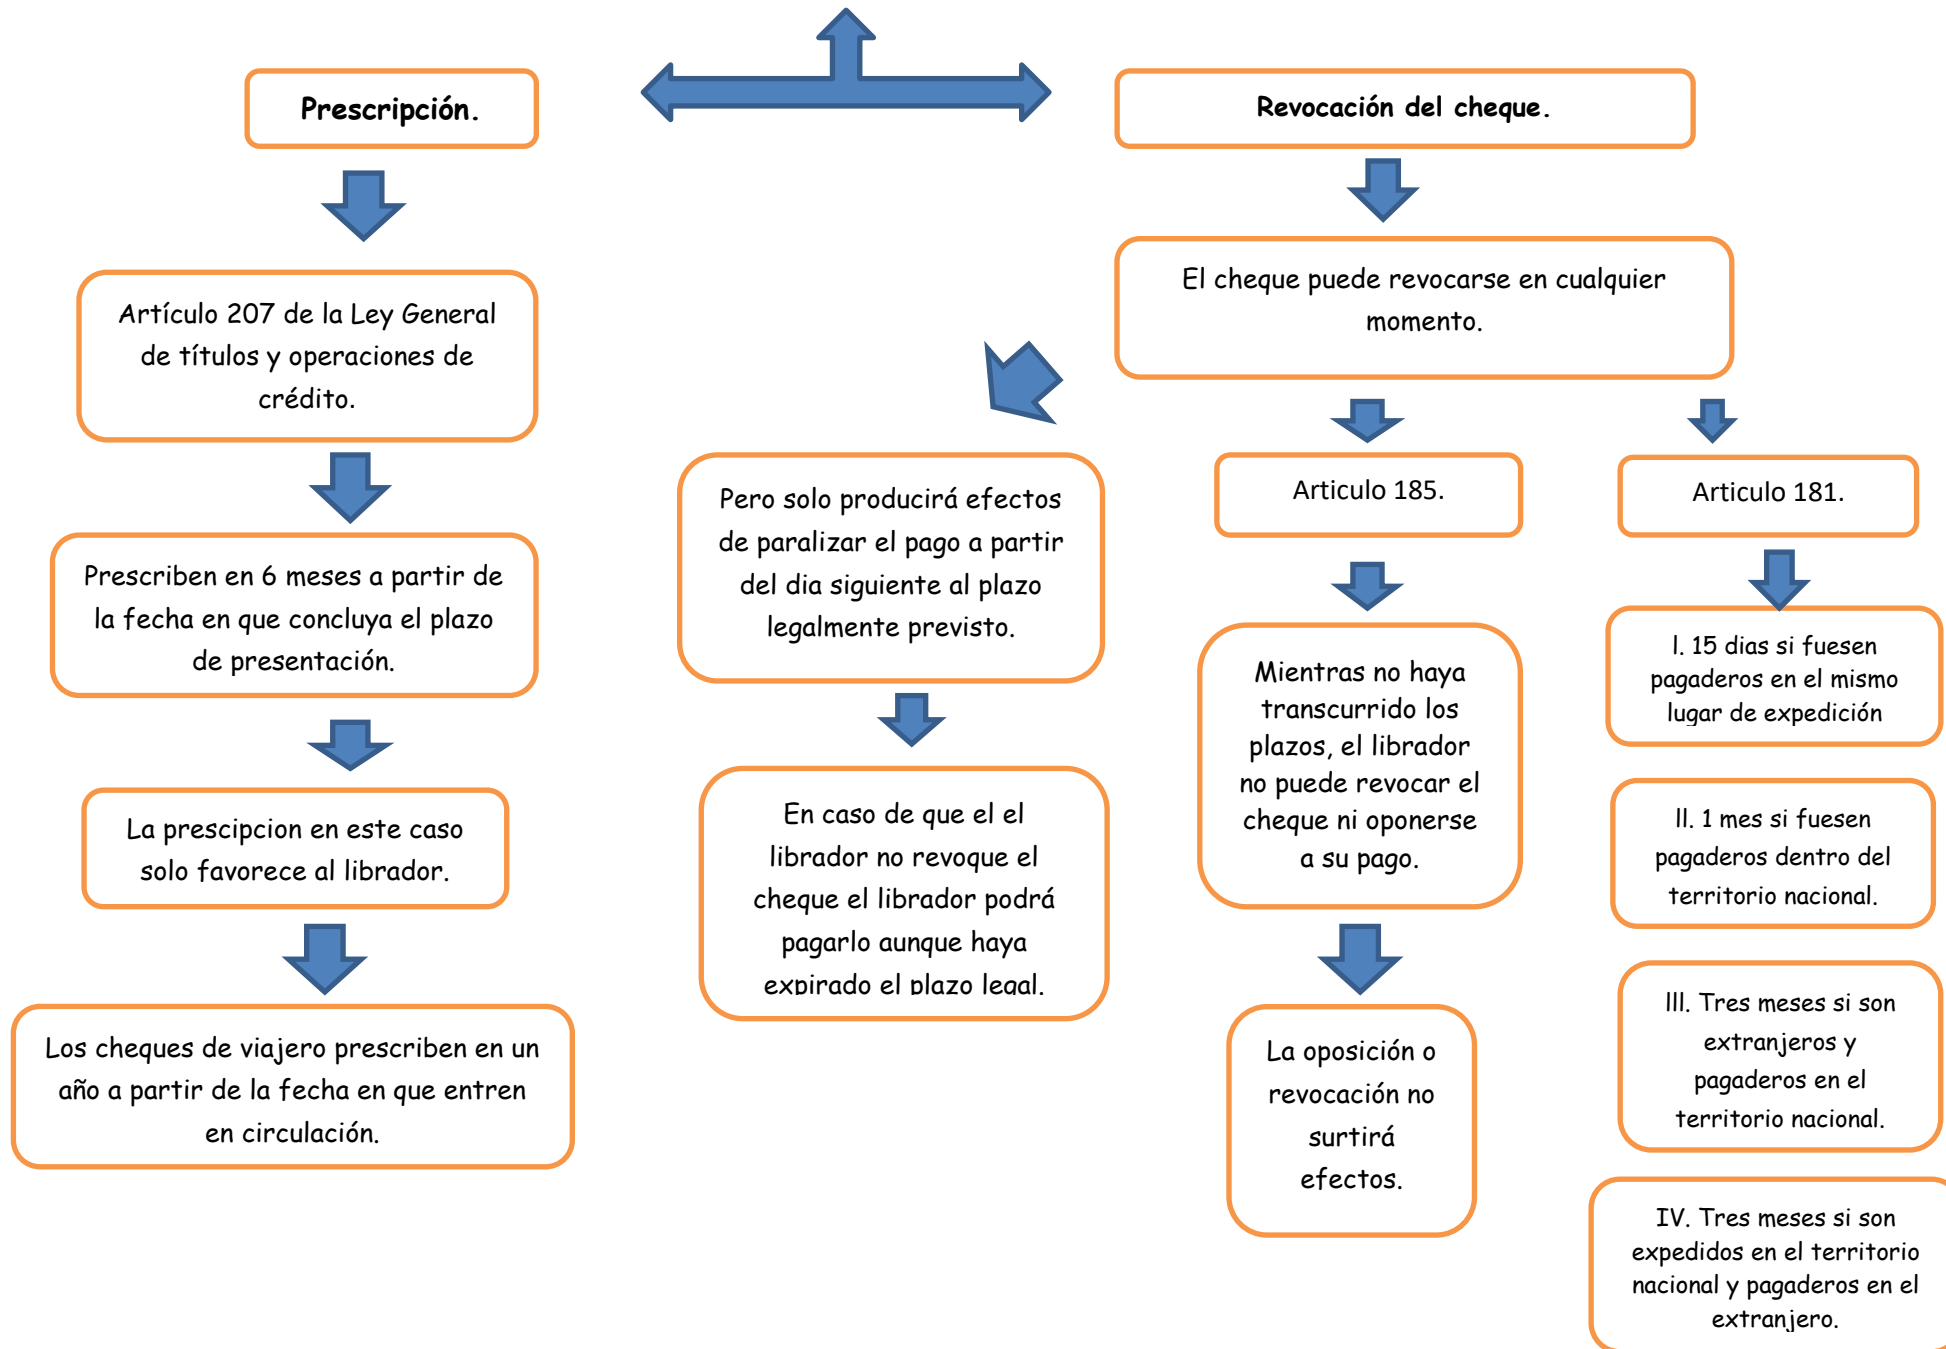 Prescripción.
Revocación del cheque.
Artículo 207 de la Ley General
de títulos y operaciones de
crédito.
Prescriben en 6 meses a partir de
la fecha en que concluya el plazo
de presentación.
La prescipcion en este caso
solo favorece al librador.
Los cheques de viajero prescriben en un
año a partir de la fecha en que entren
en circulación.
El cheque puede revocarse en cualquier
momento.
Pero solo producirá efectos
de paralizar el pago a partir
del dia siguiente al plazo
legalmente previsto.
En caso de que el el
librador no revoque el
cheque el librador podrá
pagarlo aunque haya
expirado el plazo legal.
Articulo 185.
Mientras no haya
transcurrido los
plazos, el librador
no puede revocar el
cheque ni oponerse
a su pago.
La oposición o
revocación no
surtirá
efectos.
Articulo 181.
I. 15 dias si fuesen
pagaderos en el mismo
lugar de expedición
II. 1 mes si fuesen
pagaderos dentro del
territorio nacional.
III. Tres meses si son
extranjeros y
pagaderos en el
territorio nacional.
IV. Tres meses si son
expedidos en el territorio
nacional y pagaderos en el
extranjero.